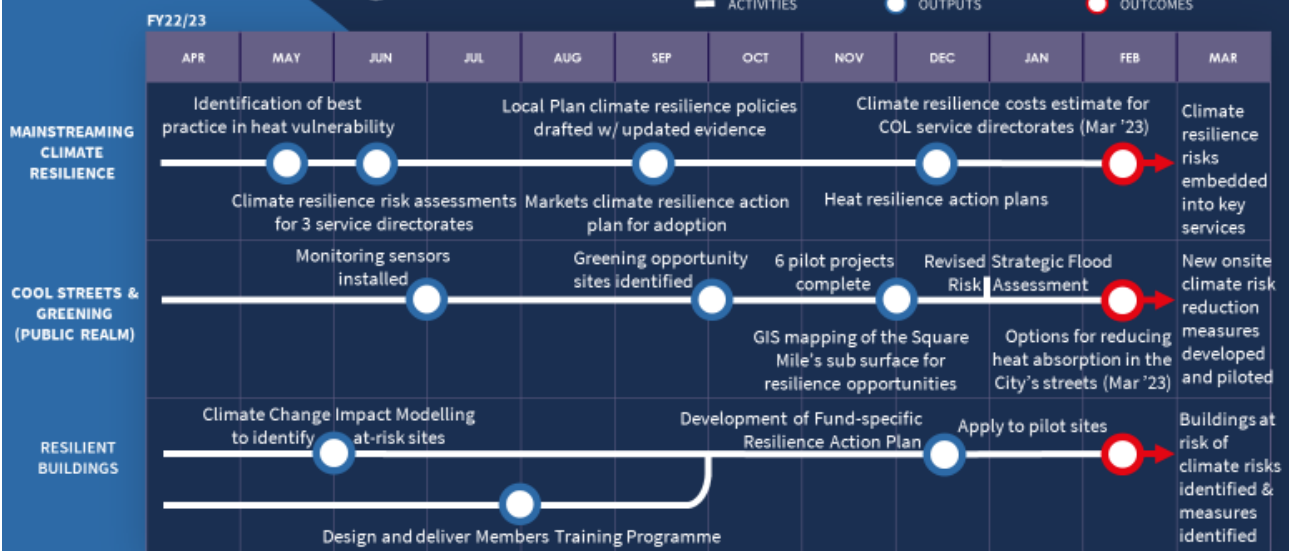 ACTIVITIES
OUTPUTS
OUTCOMES
FY22/23
APR
MAY
JUN
JUL
AUG
SEP
OCT
NOV
DEC
JAN
FEB
MAR
MAINSTREAMING
CLIMATE
RESILIENCE
Identification of best
practice in heat vulnerability
Local Plan climate resilience policies
drafted w/ updated evidence
Climate resilience costs estimate for
COL service directorates (Mar ’23)
Climate resilience risk assessments
for 3 service directorates
Markets climate resilience action
plan for adoption
Heat resilience action plans
Climate
resilience
risks
embedded
into key
services
COOL STREETS &
GREENING
(PUBLIC REALM)
Monitoring sensors
installed
Greening opportunity
sites identified
6 pilot projects
complete
Revised Strategic Flood
Risk Assessment
GIS mapping of the Square
Mile's sub surface for
resilience opportunities
Options for reducing
heat absorption in the
City’s streets (Mar ’23)
New onsite
climate risk
reduction
measures
developed
and piloted
RESILIENT
BUILDINGS
Climate Change Impact Modelling
to identify at-risk sites
Development of Fund-specific
Resilience Action Plan
Apply to pilot sites
Design and deliver Members Training Programme
Buildings at
risk of
climate risks
identified &
measures
identified